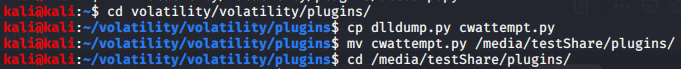 kali@kali:~$ cd volatility/volatility/plugins/
kali@kali:~/volatility/volatility/plugins$ cp dlldump.py cwattempt.py
kali@kali:~/volatility/volatility/plugins$ mv cwattempt.py /media/testShare/plugins/
kali@kali:~/volatility/volatility/plugins$ cd /media/testShare/plugins/